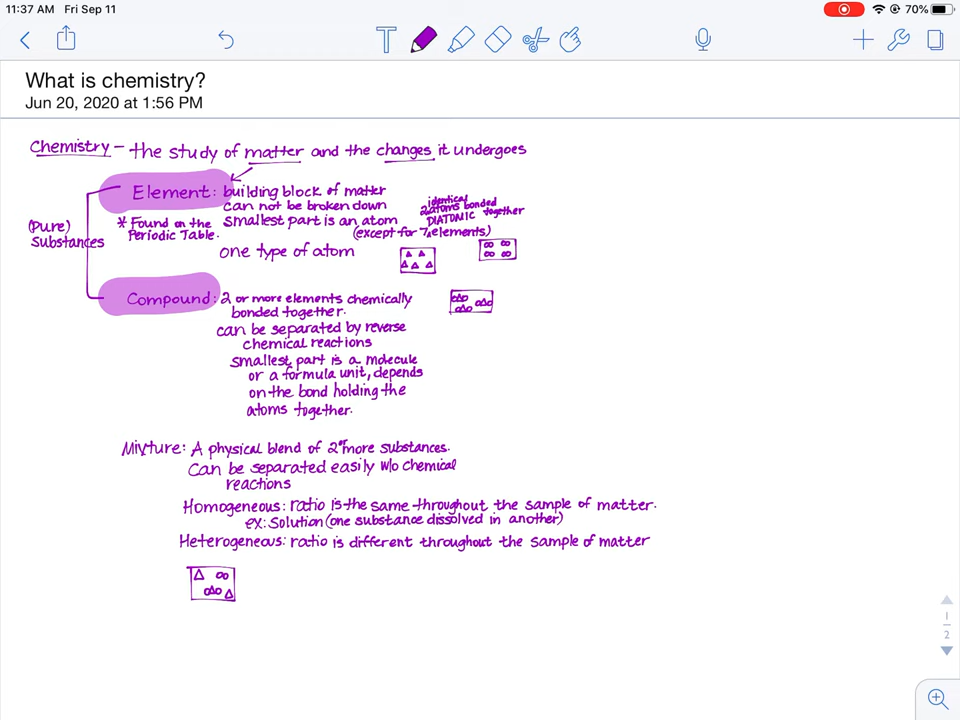 11:37 AM Fri Sep 11
70%
What is chemistry?
Jun 20, 2020 at 1:56 PM
Chemistry – the study of matter and the changes it undergoes
(Pure) Substances
Element: building block of matter
can not be broken down
* Found on the Periodic Table.
smallest part is an atom
(except for 7 elements)
2 identical atoms bonded together
DIATONIC
one type of atom
Compound: 2 or more elements chemically
bonded together.
can be separated by reverse
chemical reactions
smallest part is a molecule
or a formula unit, depends
on the bond holding the
atoms together.
Mixture: A physical blend of 2 or more substances.
Can be separated easily w/o chemical
reactions
Homogeneous: ratio is the same throughout the sample of matter.
ex: Solution (one substance dissolved in another)
Heterogeneous: ratio is different throughout the sample of matter
1
2